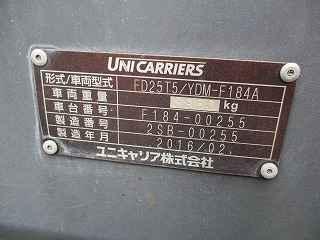 UNICARRIERS
形式/車両型式 FD25T5/YDM-F184A
車両重量 kg
車台番号 F184-00255
製造番号 2SB-00255
製造年月 2016/02
ユニキャリア株式会社